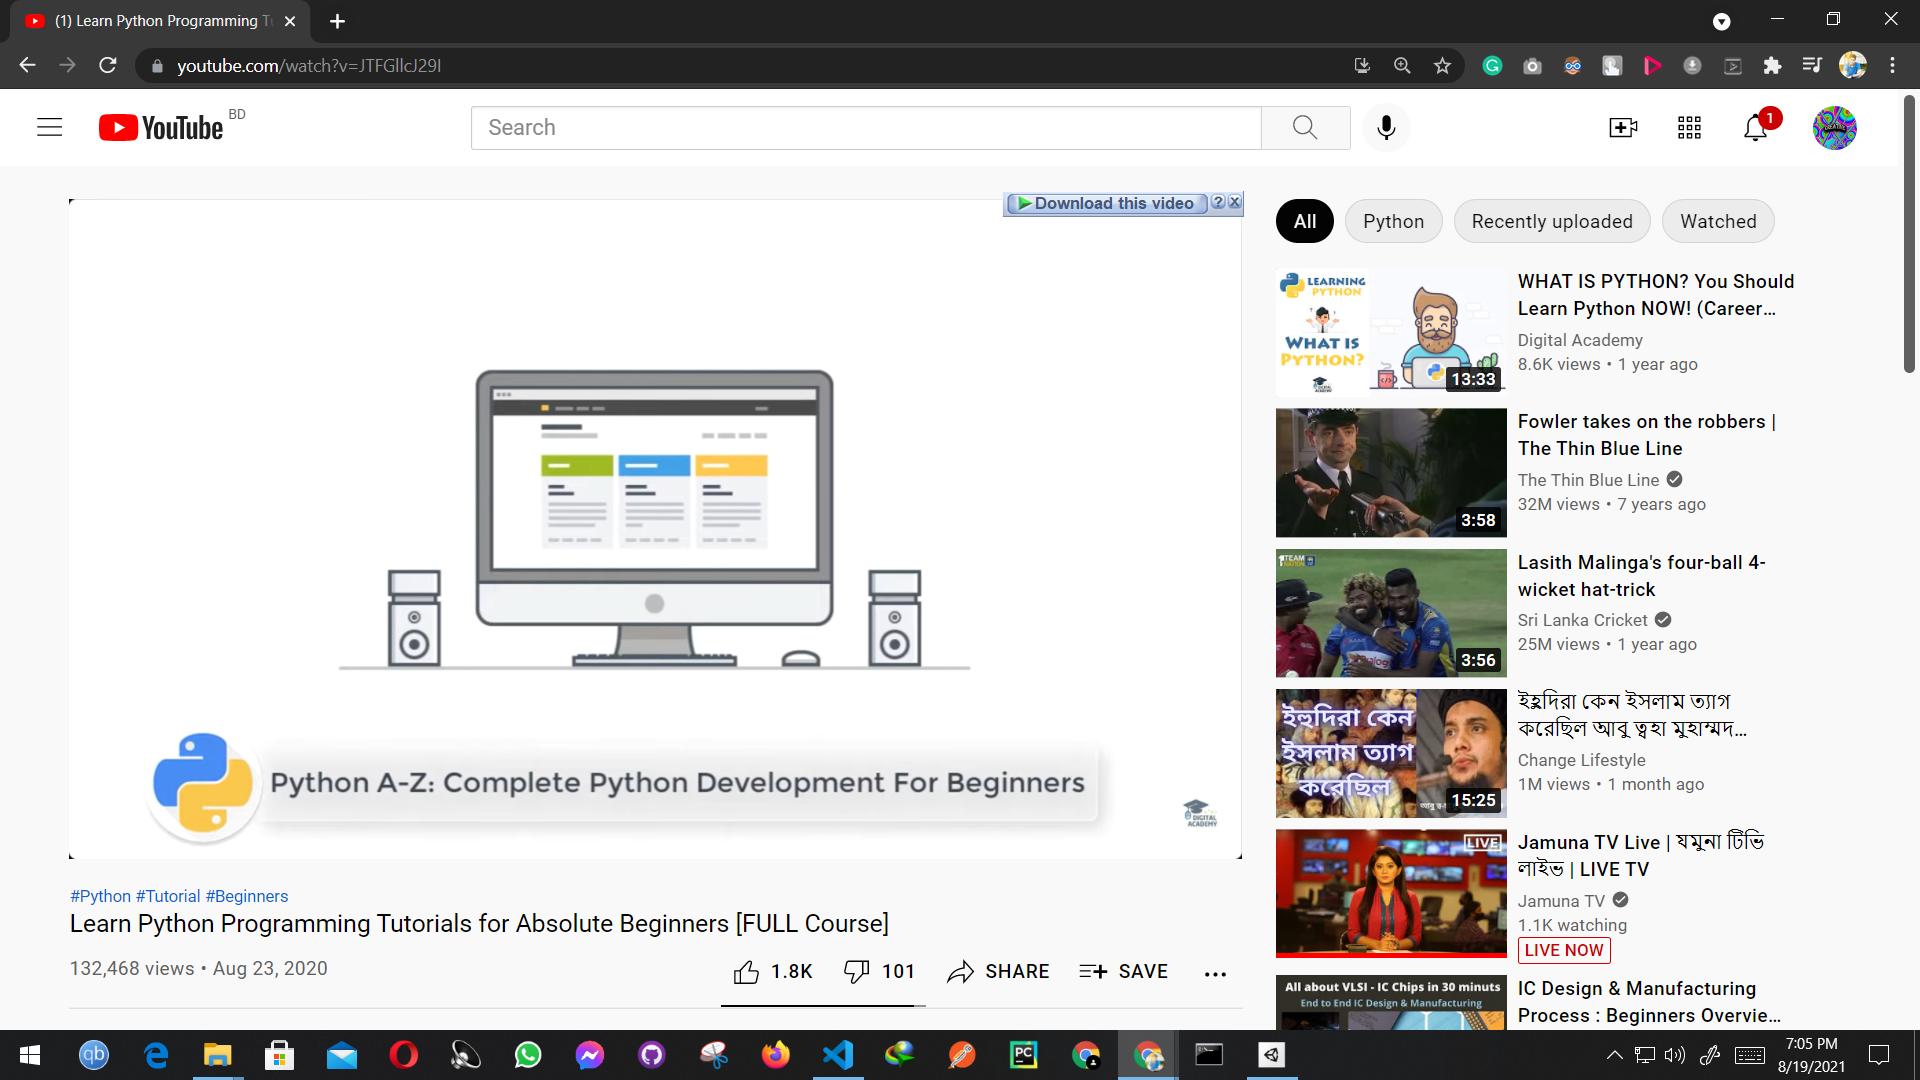 (1) Learn Python Programming Tu
youtube.com/watch?v=JTFGllcJ29I
YouTube BD
Search
1
Download this video ? X
Python A-Z: Complete Python Development For Beginners
DIGITAL
ACADEMY
#Python #Tutorial #Beginners
Learn Python Programming Tutorials for Absolute Beginners [FULL Course]
132,468 views • Aug 23, 2020
1.8K 101 SHARE SAVE
All Python Recently uploaded Watched
LEARNING
PYTHON
WHAT IS
PYTHON?
13:33
WHAT IS PYTHON? You Should
Learn Python NOW! (Career...
Digital Academy
8.6K views • 1 year ago
3:58
Fowler takes on the robbers |
The Thin Blue Line
The Thin Blue Line
32M views • 7 years ago
3:56
Lasith Malinga's four-ball 4-
wicket hat-trick
Sri Lanka Cricket
25M views • 1 year ago
ইহুদিরা কেন
ইসলাম ত্যাগ
করেছিল
15:25
ইহুদিরা কেন ইসলাম ত্যাগ
করেছিল আবু ত্বহা মুহাম্মদ...
Change Lifestyle
1M views • 1 month ago
LIVE
Jamuna TV Live | যমুনা টিভি
লাইভ | LIVE TV
Jamuna TV
1.1K watching
LIVE NOW
All about VLSI - IC Chips in 30 minuts
End to End IC Design & Manufacturing
IC Design & Manufacturing
Process : Beginners Overvie...
qb
PC
7:05 PM
8/19/2021